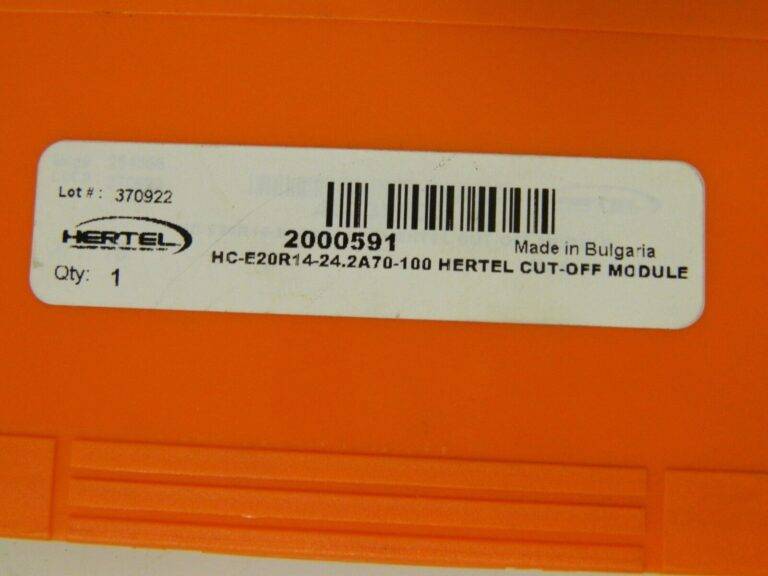 Lot #: 370922
HERTEL
2000591
Made in Bulgaria
HC-E20R14-24.2A70-100 HERTEL CUT-OFF MODULE
Qty: 1